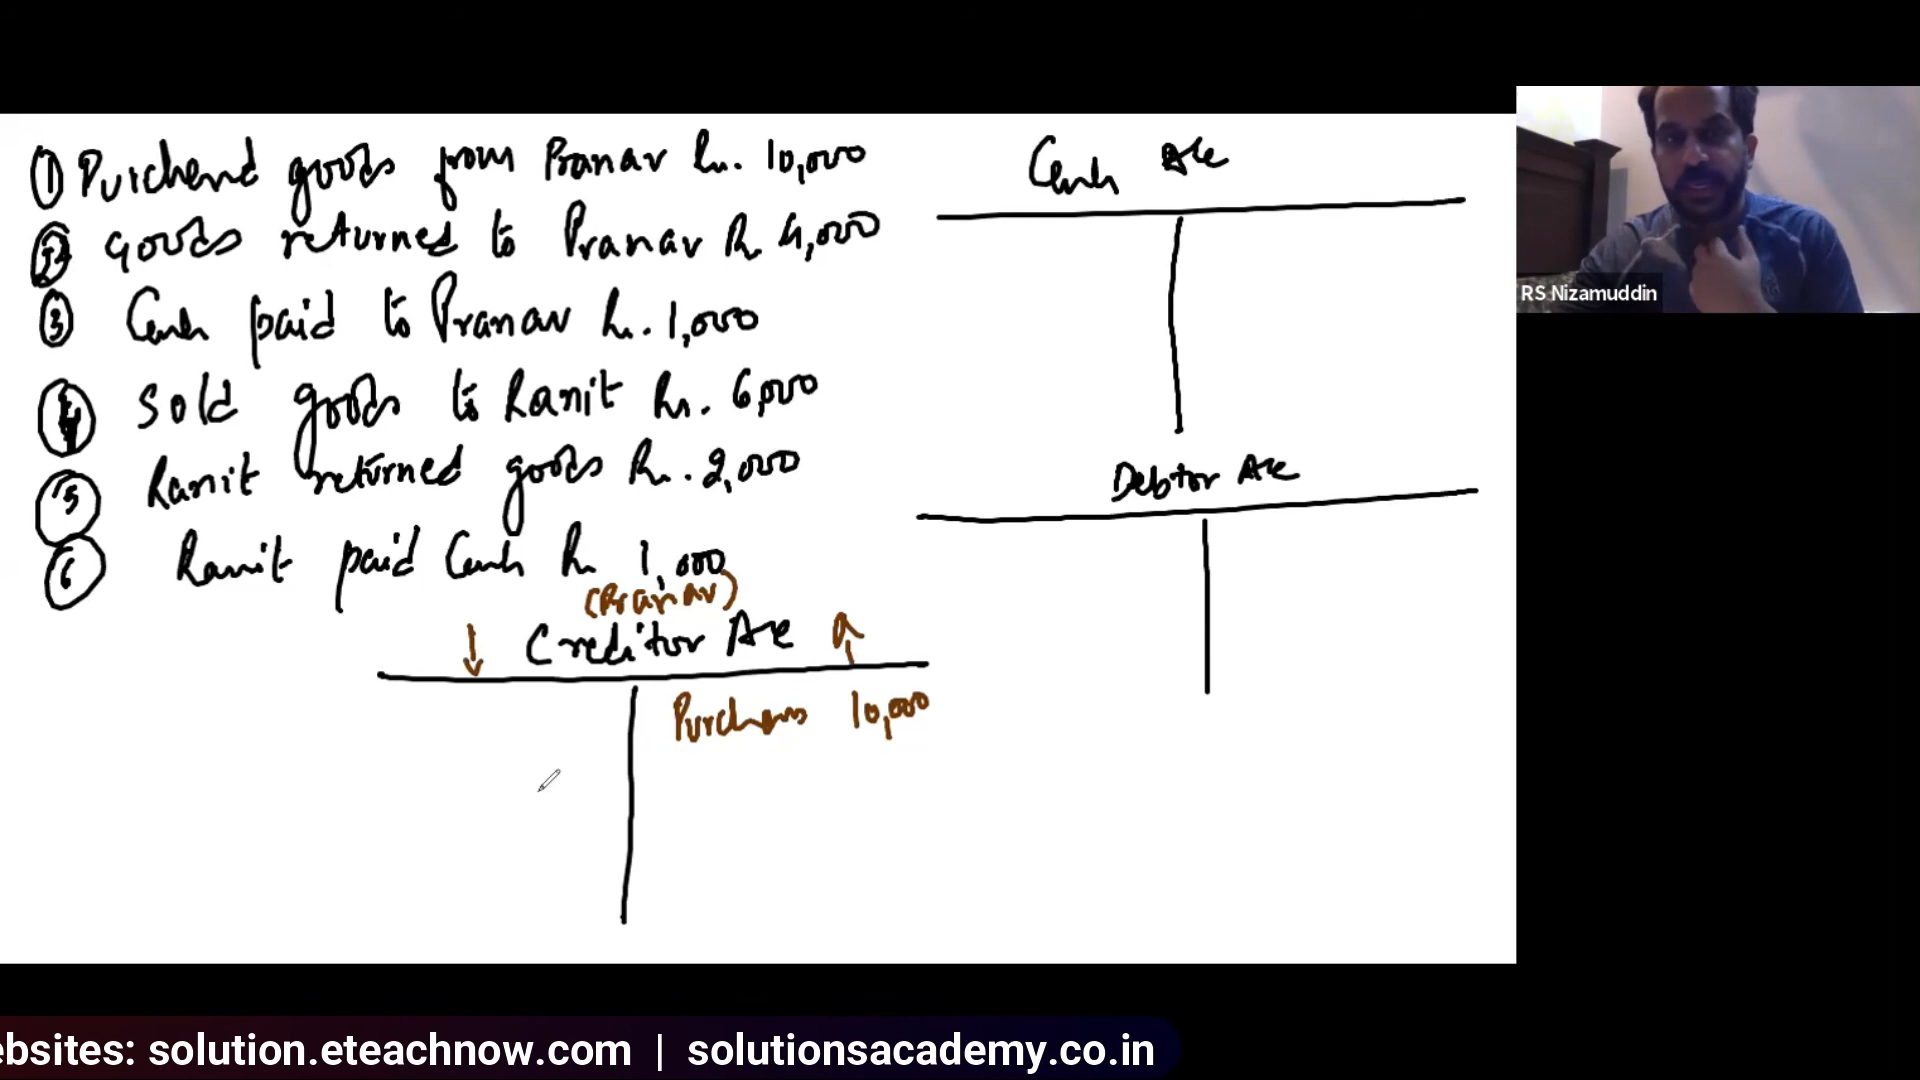 ① Purchased goods from Pranav Rs. 10,000
② Goods returned to Pranav Rs 4,000
③ Cash paid to Pranav Rs. 1,000
④ Sold goods to Ranit Rs. 6,000
⑤ Ranit returned goods Rs. 2,000
⑥ Ranit paid Cash Rs 1,000
(Pranav)
↓ Creditor A/c ↑
Purchases 10,000
Cash A/c
Debtor A/c
RS Nizamuddin
ebsites: solution.eteachnow.com | solutionsacademy.co.in